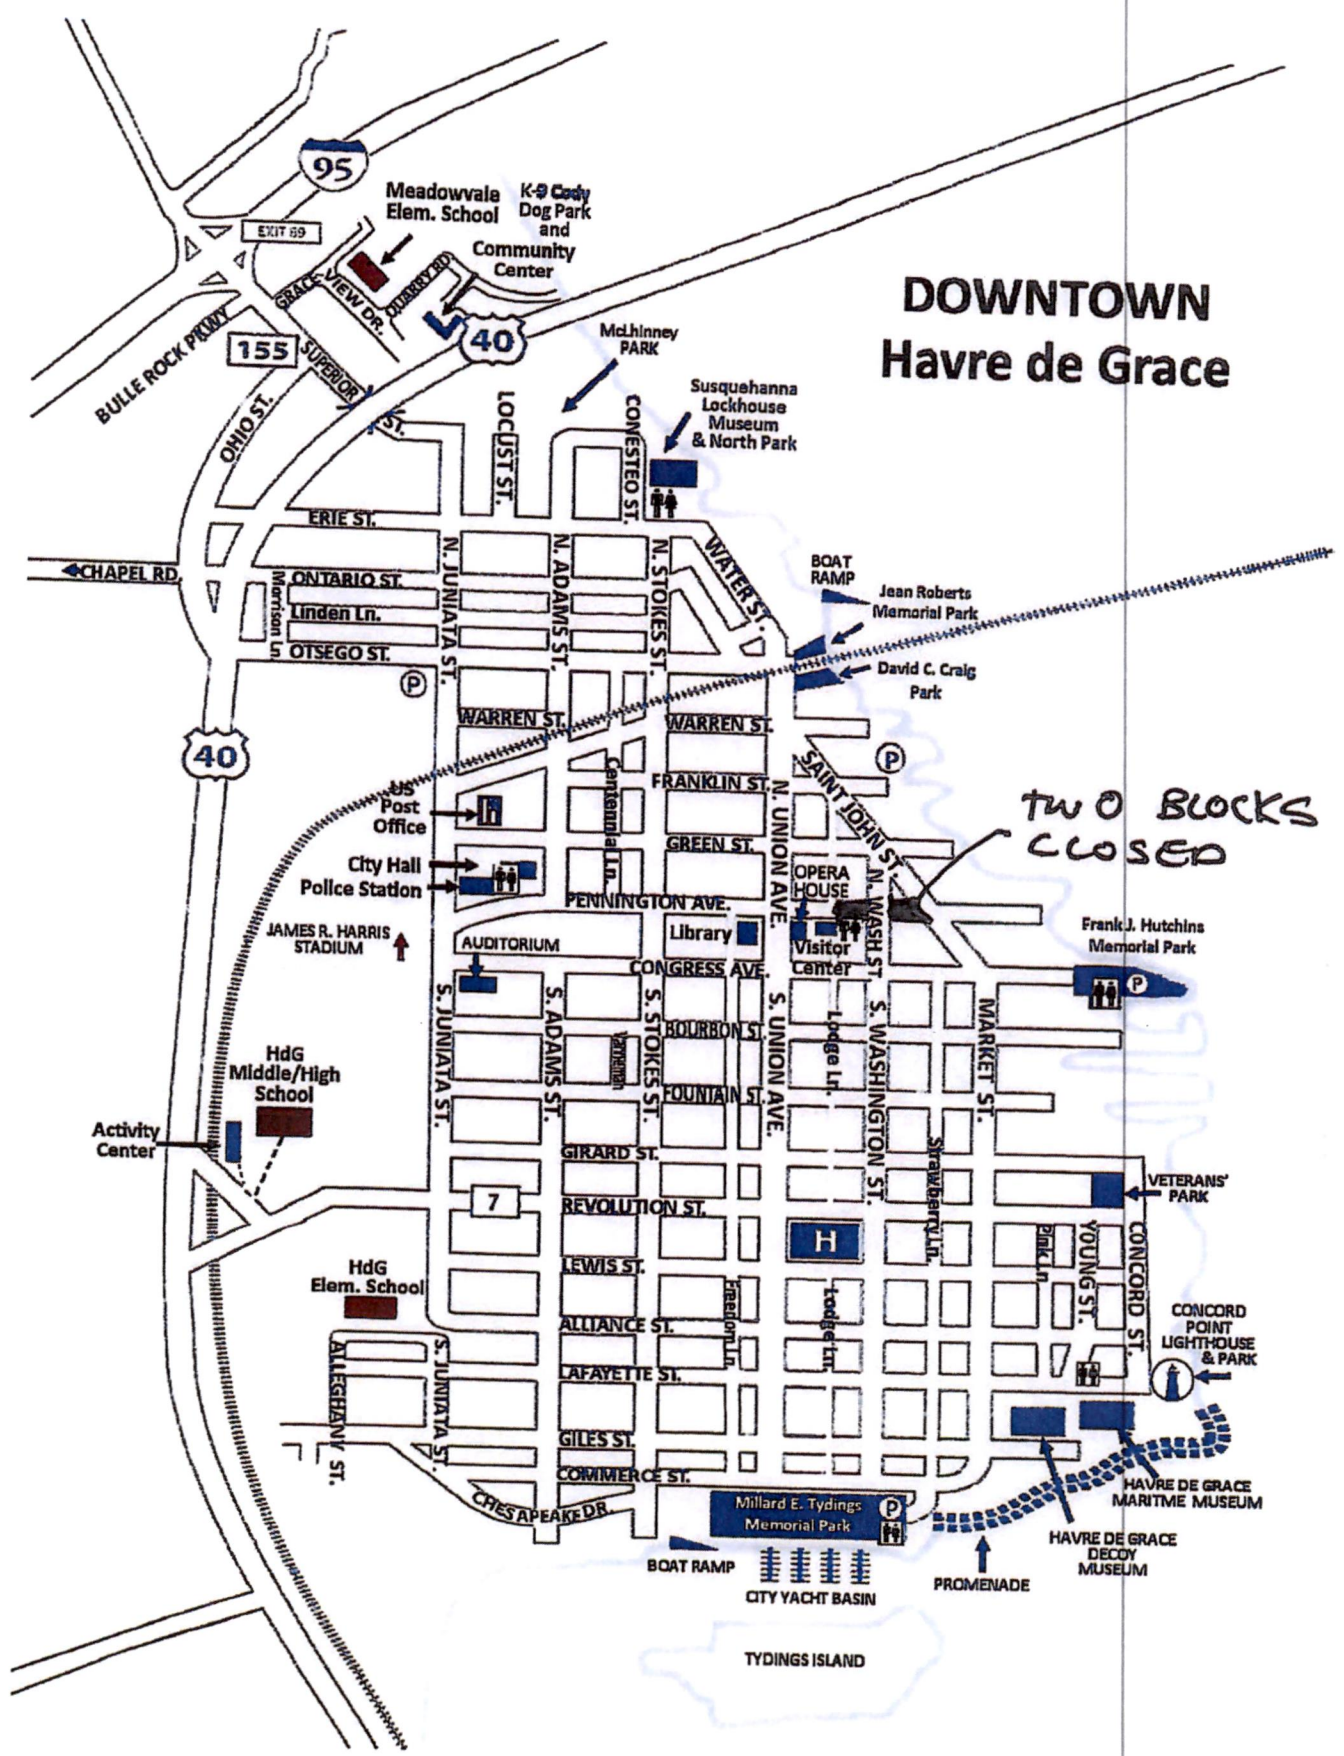 95
EXIT 89
Meadowvale
Elem. School
K-9 Cody
Dog Park
and
Community
Center
GRACE
VIEW DR.
QUARRY RD
BULLE ROCK PKWY
155
SUPERIOR
ST.
40
McLhinney
PARK
DOWNTOWN
Havre de Grace
OHIO ST.
LOCUST ST.
CONESTEO ST.
Susquehanna
Lockhouse
Museum
& North Park
ERIE ST.
CHAPEL RD.
ONTARIO ST.
Morrison Ln
Linden Ln.
OTSEGO ST.
N. JUNIATA ST.
N. ADAMS ST.
N. STOKES ST.
WATER ST.
BOAT
RAMP
Jean Roberts
Memorial Park
David C. Craig
Park
P
40
WARREN ST.
WARREN ST.
P
FRANKLIN ST.
SAINT JOHN ST
US
Post
Office
Centennial Ln.
N. UNION AVE.
TWO BLOCKS
CLOSED
GREEN ST.
City Hall
Police Station
OPERA
HOUSE
N. WASH ST
PENNINGTON AVE.
JAMES R. HARRIS
STADIUM
AUDITORIUM
Library
Visitor
Center
Frank J. Hutchins
Memorial Park
P
CONGRESS AVE.
S. JUNIATA ST.
S. ADAMS ST.
S. STOKES ST.
S. UNION AVE.
Lodge Ln.
S. WASHINGTON ST.
MARKET ST.
BOURBON ST.
Varneman
FOUNTAIN ST.
HdG
Middle/High
School
Activity
Center
GIRARD ST.
Strawberry Ln.
7
REVOLUTION ST.
H
VETERANS'
PARK
Pink Ln
YOUNG ST.
CONCORD ST.
HdG
Elem. School
LEWIS ST.
Freedom Ln.
Lodge Ln.
ALLIANCE ST.
CONCORD
POINT
LIGHTHOUSE
& PARK
ALLEGHANY ST.
S. JUNIATA ST.
LAFAYETTE ST.
GILES ST.
COMMERCE ST.
CHESAPEAKE DR.
Millard E. Tydings
Memorial Park
P
HAVRE DE GRACE
MARITME MUSEUM
HAVRE DE GRACE
DECOY
MUSEUM
BOAT RAMP
CITY YACHT BASIN
PROMENADE
TYDINGS ISLAND